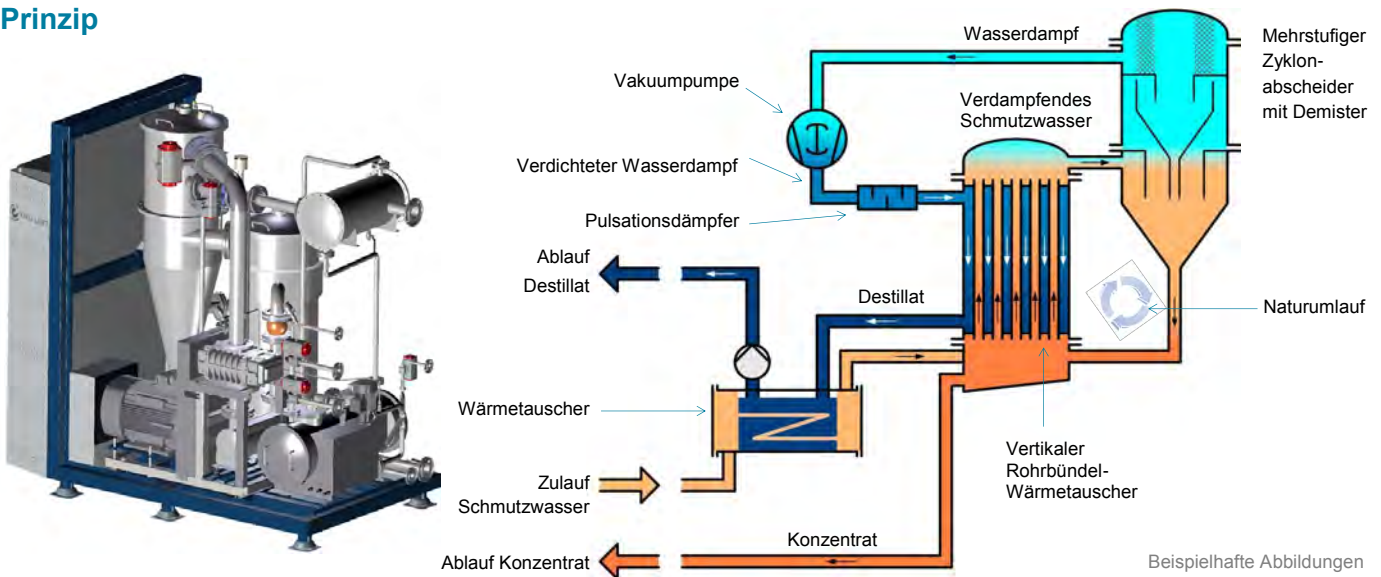 Prinzip
Wasserdampf
Mehrstufiger
Zyklon-
abscheider
mit Demister
Vakuumpumpe
Verdampfendes
Schmutzwasser
Verdichteter Wasserdampf
Pulsationsdämpfer
Ablauf
Destillat
Destillat
Naturumlauf
Wärmetauscher
Vertikaler
Rohrbündel-
Wärmetauscher
Zulauf
Schmutzwasser
Konzentrat
Ablauf Konzentrat
Beispielhafte Abbildungen